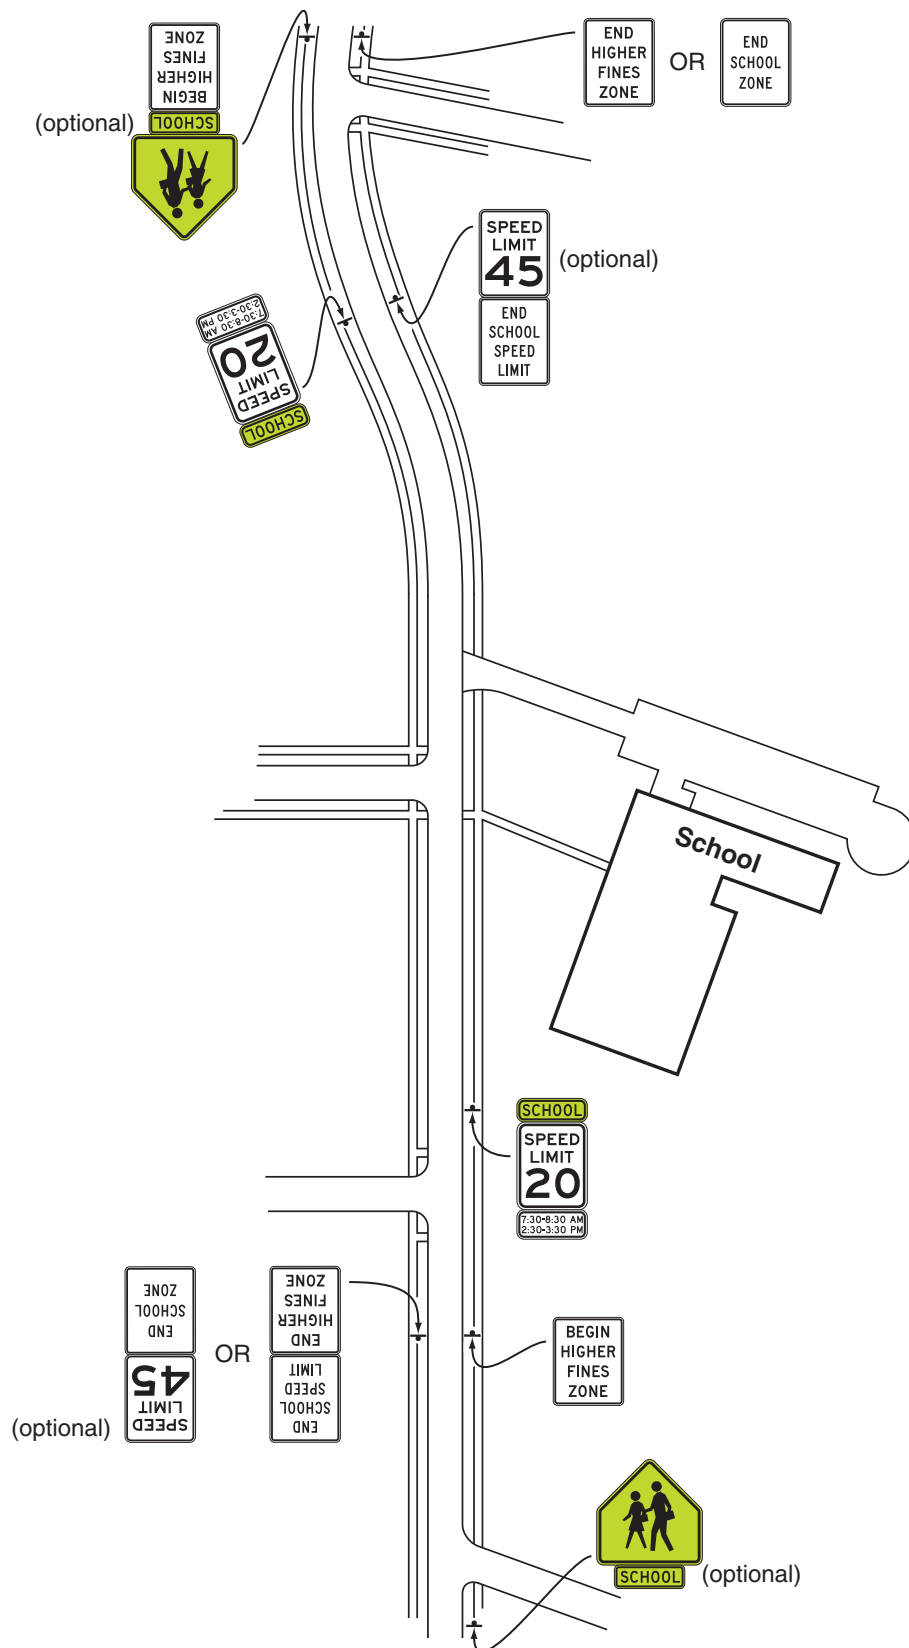 BEGIN
HIGHER
FINES
ZONE
SCHOOL
(optional)
END
HIGHER
FINES
ZONE
OR
END
SCHOOL
ZONE
SPEED
LIMIT
45
(optional)
END
SCHOOL
SPEED
LIMIT
SCHOOL
SPEED
LIMIT
20
7:30-8:30 AM
2:30-3:30 PM
School
SCHOOL
SPEED
LIMIT
20
7:30-8:30 AM
2:30-3:30 PM
SPEED
LIMIT
45
END
SCHOOL
ZONE
(optional)
OR
END
SCHOOL
SPEED
LIMIT
END
HIGHER
FINES
ZONE
BEGIN
HIGHER
FINES
ZONE
SCHOOL
(optional)